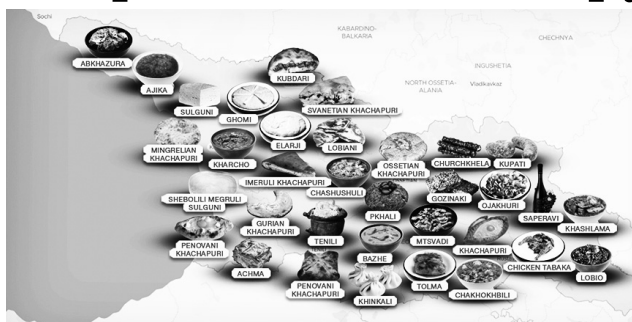 Sochi
KABARDINO-
BALKARIA
CHECHNYA
INGUSHETIA
NORTH OSSETIA-
ALANIA
Vladikavkaz
ABKHAZURA
AJIKA
KUBDARI
SULGUNI
GHOMI
SVANETIAN KHACHAPURI
MINGRELIAN
KHACHAPURI
KHARCHO
ELARJI
LOBIANI
OSSETIAN
KHACHAPURI
CHURCHKHELA
KUPATI
IMERULI KHACHAPURI
CHASHUSHULI
SHEBOLILI MEGRULI
SULGUNI
GURIAN
KHACHAPURI
PKHALI
GOZINAKI
OJAKHURI
SAPERAVI
KHASHLAMA
PENOVANI
KHACHAPURI
TENILI
BAZHE
MTSVADI
KHACHAPURI
CHICKEN TABAKA
LOBIO
ACHMA
PENOVANI
KHACHAPURI
KHINKALI
TOLMA
CHAKHOKHBILI